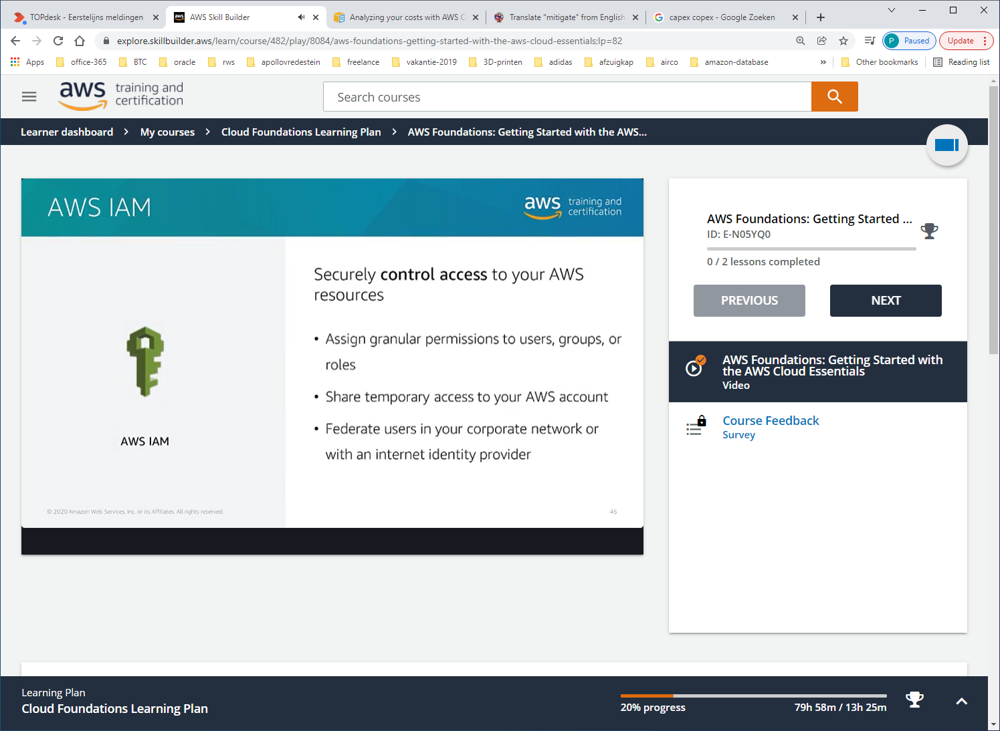 TOPdesk - Eerstelijns meldingen
AWS Skill Builder
Analyzing your costs with AWS C
Translate "mitigate" from English
capex copex - Google Zoeken
explore.skillbuilder.aws/learn/course/482/play/8084/aws-foundations-getting-started-with-the-aws-cloud-essentials;lp=82
P Paused
Update
Apps
office-365
BTC
oracle
rws
apollovredestein
freelance
vakantie-2019
3D-printen
adidas
afzuigkap
airco
amazon-database
»
Other bookmarks
Reading list
aws training and
certification
Search courses
Learner dashboard > My courses > Cloud Foundations Learning Plan > AWS Foundations: Getting Started with the AWS...
AWS IAM
aws training and
certification
Securely control access to your AWS
resources
• Assign granular permissions to users, groups, or
roles
• Share temporary access to your AWS account
• Federate users in your corporate network or
with an internet identity provider
AWS IAM
© 2020 Amazon Web Services, Inc. or its Affiliates. All rights reserved.
45
AWS Foundations: Getting Started ...
ID: E-N05YQ0
0 / 2 lessons completed
PREVIOUS
NEXT
AWS Foundations: Getting Started with
the AWS Cloud Essentials
Video
Course Feedback
Survey
Learning Plan
Cloud Foundations Learning Plan
20% progress
79h 58m / 13h 25m